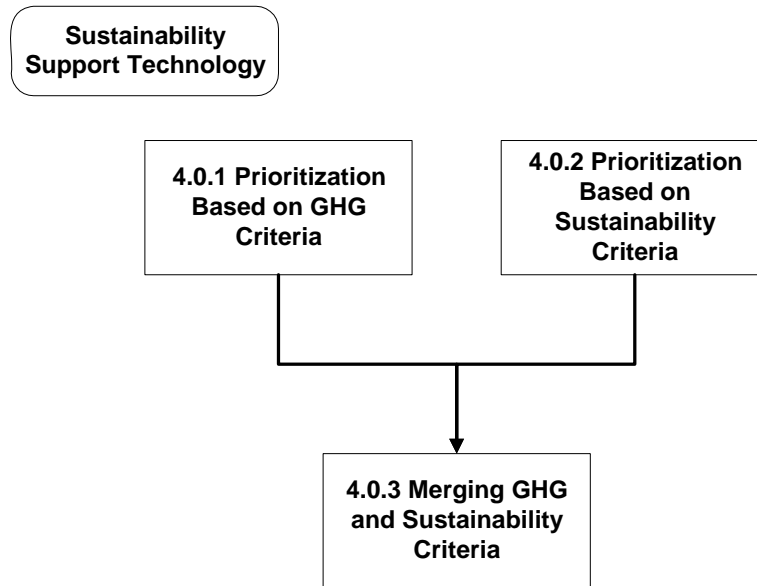 Sustainability
Support Technology
4.0.1 Prioritization
Based on GHG
Criteria
4.0.2 Prioritization
Based on
Sustainability
Criteria
4.0.3 Merging GHG
and Sustainability
Criteria